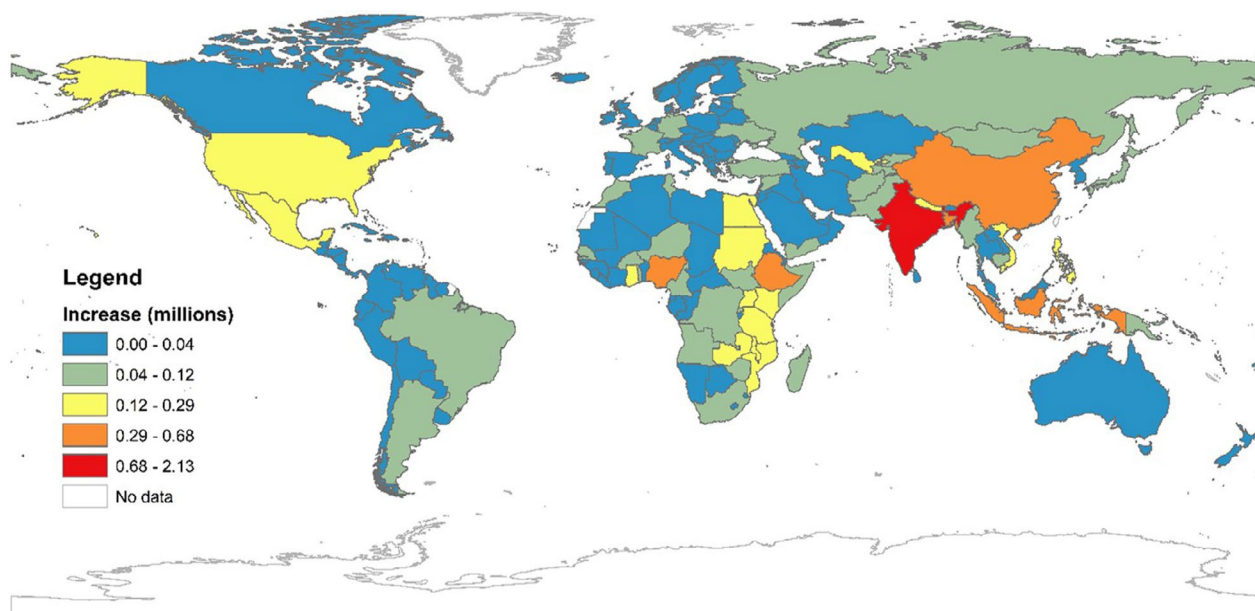 Legend
Increase (millions)
0.00 - 0.04
0.04 - 0.12
0.12 - 0.29
0.29 - 0.68
0.68 - 2.13
No data